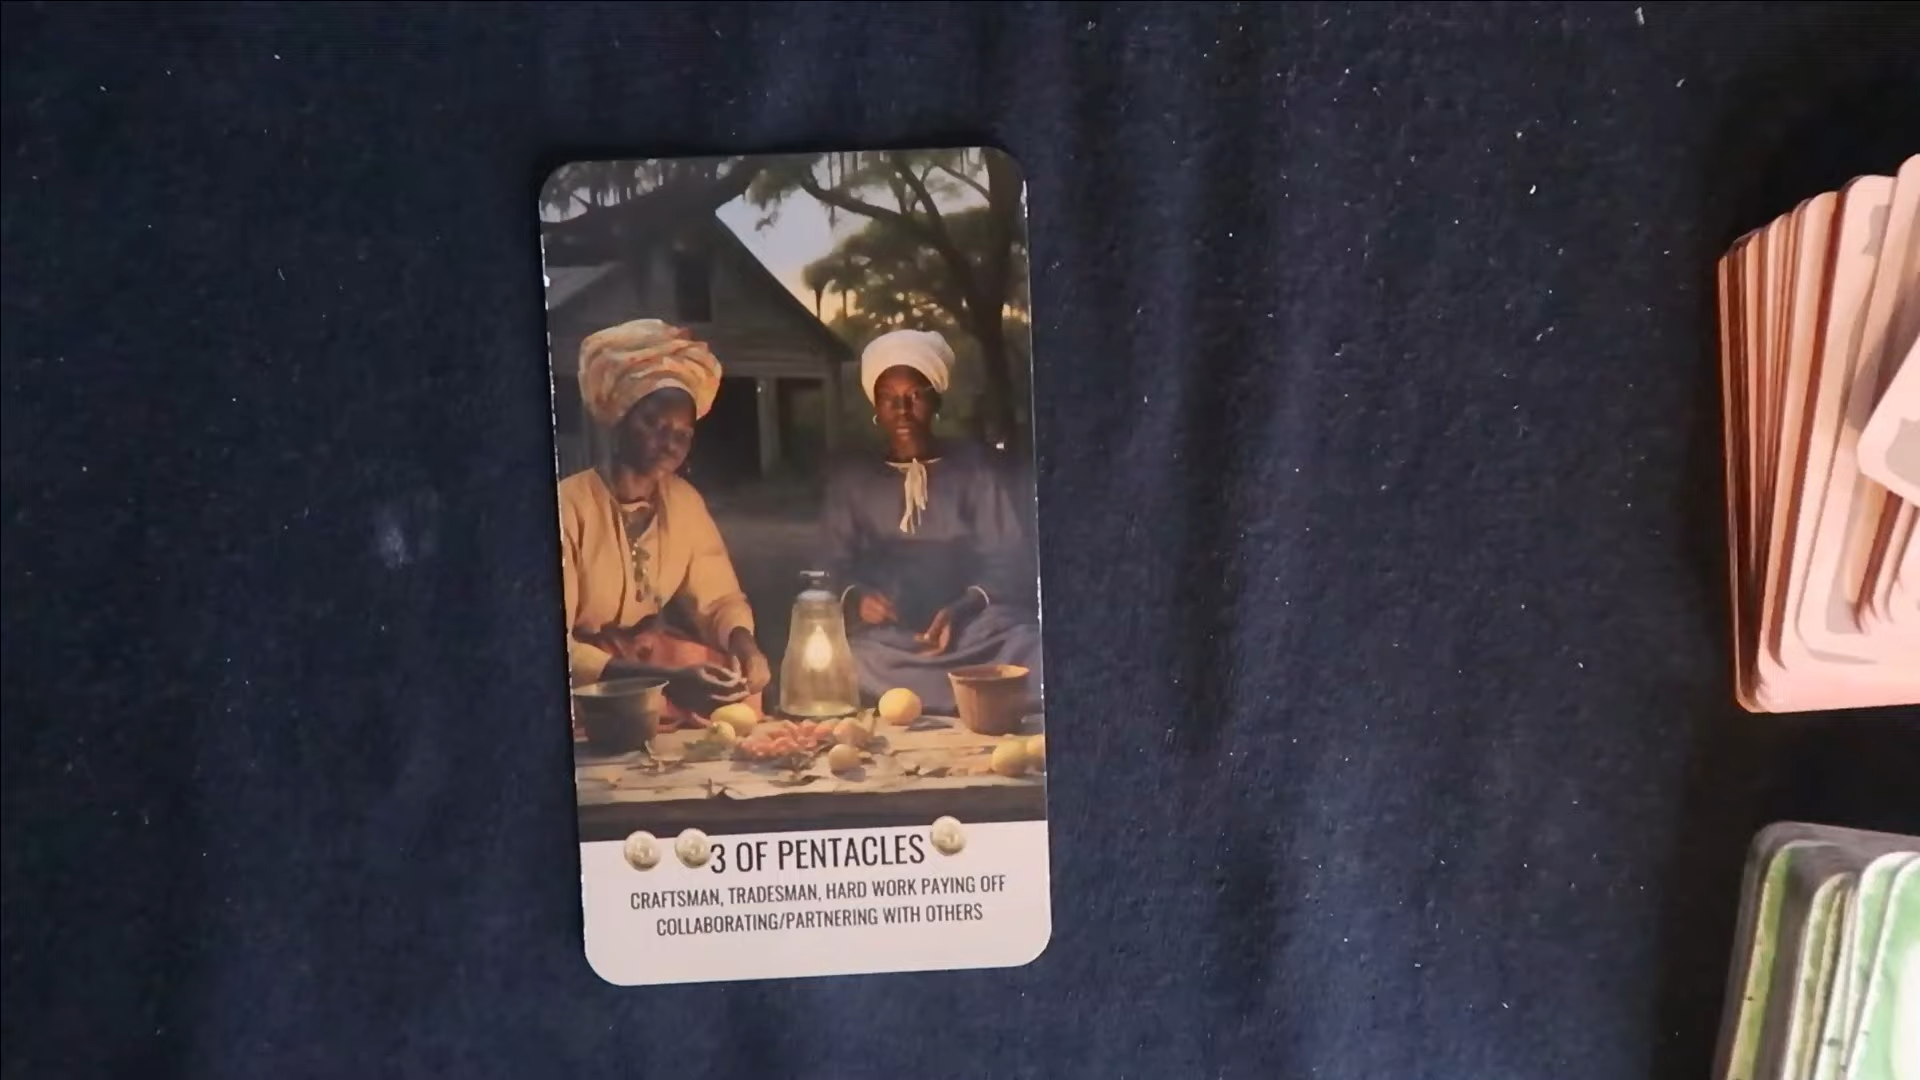 3 OF PENTACLES
CRAFTSMAN, TRADESMAN, HARD WORK PAYING OFF
COLLABORATING/PARTNERING WITH OTHERS